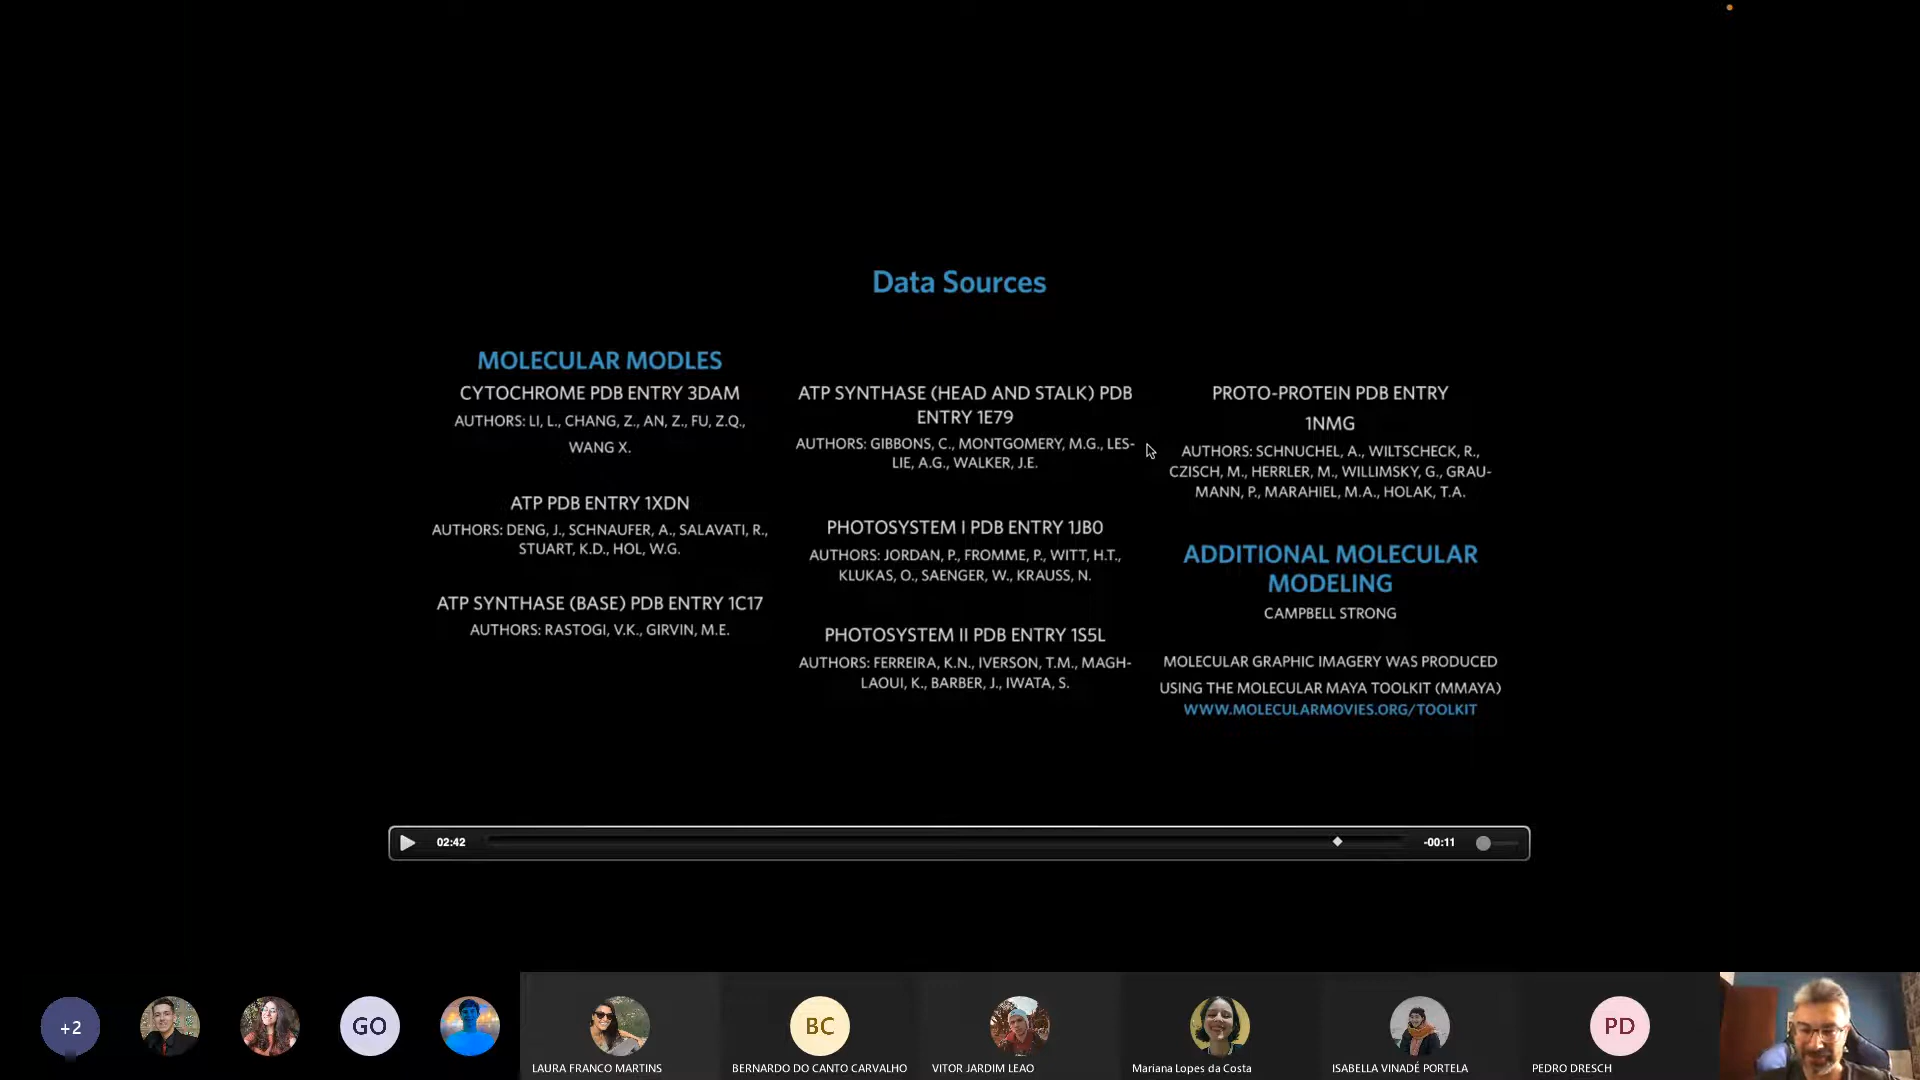 Data Sources
MOLECULAR MODLES
CYTOCHROME PDB ENTRY 3DAM
AUTHORS: LI, L., CHANG, Z., AN, Z., FU, Z.Q.,
WANG X.
ATP PDB ENTRY 1XDN
AUTHORS: DENG, J., SCHNAUFER, A., SALAVATI, R.,
STUART, K.D., HOL, W.G.
ATP SYNTHASE (BASE) PDB ENTRY 1C17
AUTHORS: RASTOGI, V.K., GIRVIN, M.E.
ATP SYNTHASE (HEAD AND STALK) PDB
ENTRY 1E79
AUTHORS: GIBBONS, C., MONTGOMERY, M.G., LES-
LIE, A.G., WALKER, J.E.
PHOTOSYSTEM I PDB ENTRY 1JB0
AUTHORS: JORDAN, P., FROMME, P., WITT, H.T.,
KLUKAS, O., SAENGER, W., KRAUSS, N.
PHOTOSYSTEM II PDB ENTRY 1S5L
AUTHORS: FERREIRA, K.N., IVERSON, T.M., MAGH-
LAOUI, K., BARBER, J., IWATA, S.
PROTO-PROTEIN PDB ENTRY
1NMG
AUTHORS: SCHNUCHEL, A., WILTSCHECK, R.,
CZISCH, M., HERRLER, M., WILLIMSKY, G., GRAU-
MANN, P., MARAHIEL, M.A., HOLAK, T.A.
ADDITIONAL MOLECULAR
MODELING
CAMPBELL STRONG
MOLECULAR GRAPHIC IMAGERY WAS PRODUCED
USING THE MOLECULAR MAYA TOOLKIT (MMAYA)
WWW.MOLECULARMOVIES.ORG/TOOLKIT
02:42
-00:11
+2
GO
BC
PD
LAURA FRANCO MARTINS
BERNARDO DO CANTO CARVALHO
VITOR JARDIM LEAO
Mariana Lopes da Costa
ISABELLA VINADÉ PORTELA
PEDRO DRESCH